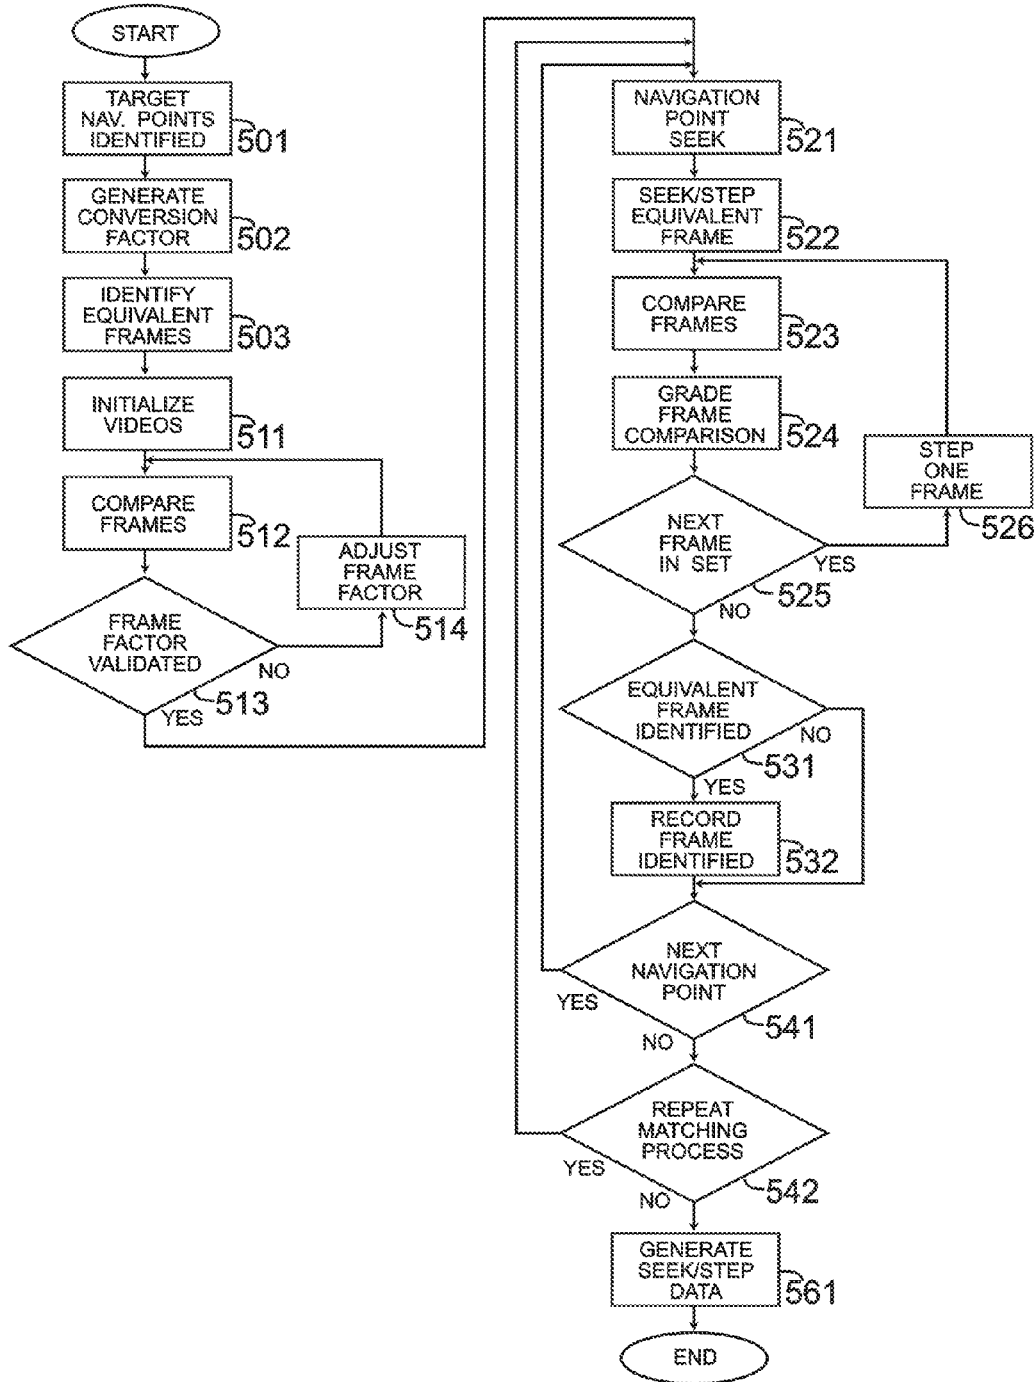 START
TARGET
NAV. POINTS
IDENTIFIED
501
GENERATE
CONVERSION
FACTOR
502
IDENTIFY
EQUIVALENT
FRAMES
503
INITIALIZE
VIDEOS
511
COMPARE
FRAMES
512
ADJUST
FRAME
FACTOR
514
FRAME
FACTOR
VALIDATED
NO
YES
513
NAVIGATION
POINT
SEEK
521
SEEK/STEP
EQUIVALENT
FRAME
522
COMPARE
FRAMES
523
GRADE
FRAME
COMPARISON
524
STEP
ONE
FRAME
526
NEXT
FRAME
IN SET
YES
525
NO
EQUIVALENT
FRAME
IDENTIFIED
NO
531
YES
RECORD
FRAME
IDENTIFIED
532
NEXT
NAVIGATION
POINT
YES
541
NO
REPEAT
MATCHING
PROCESS
YES
542
NO
GENERATE
SEEK/STEP
DATA
561
END